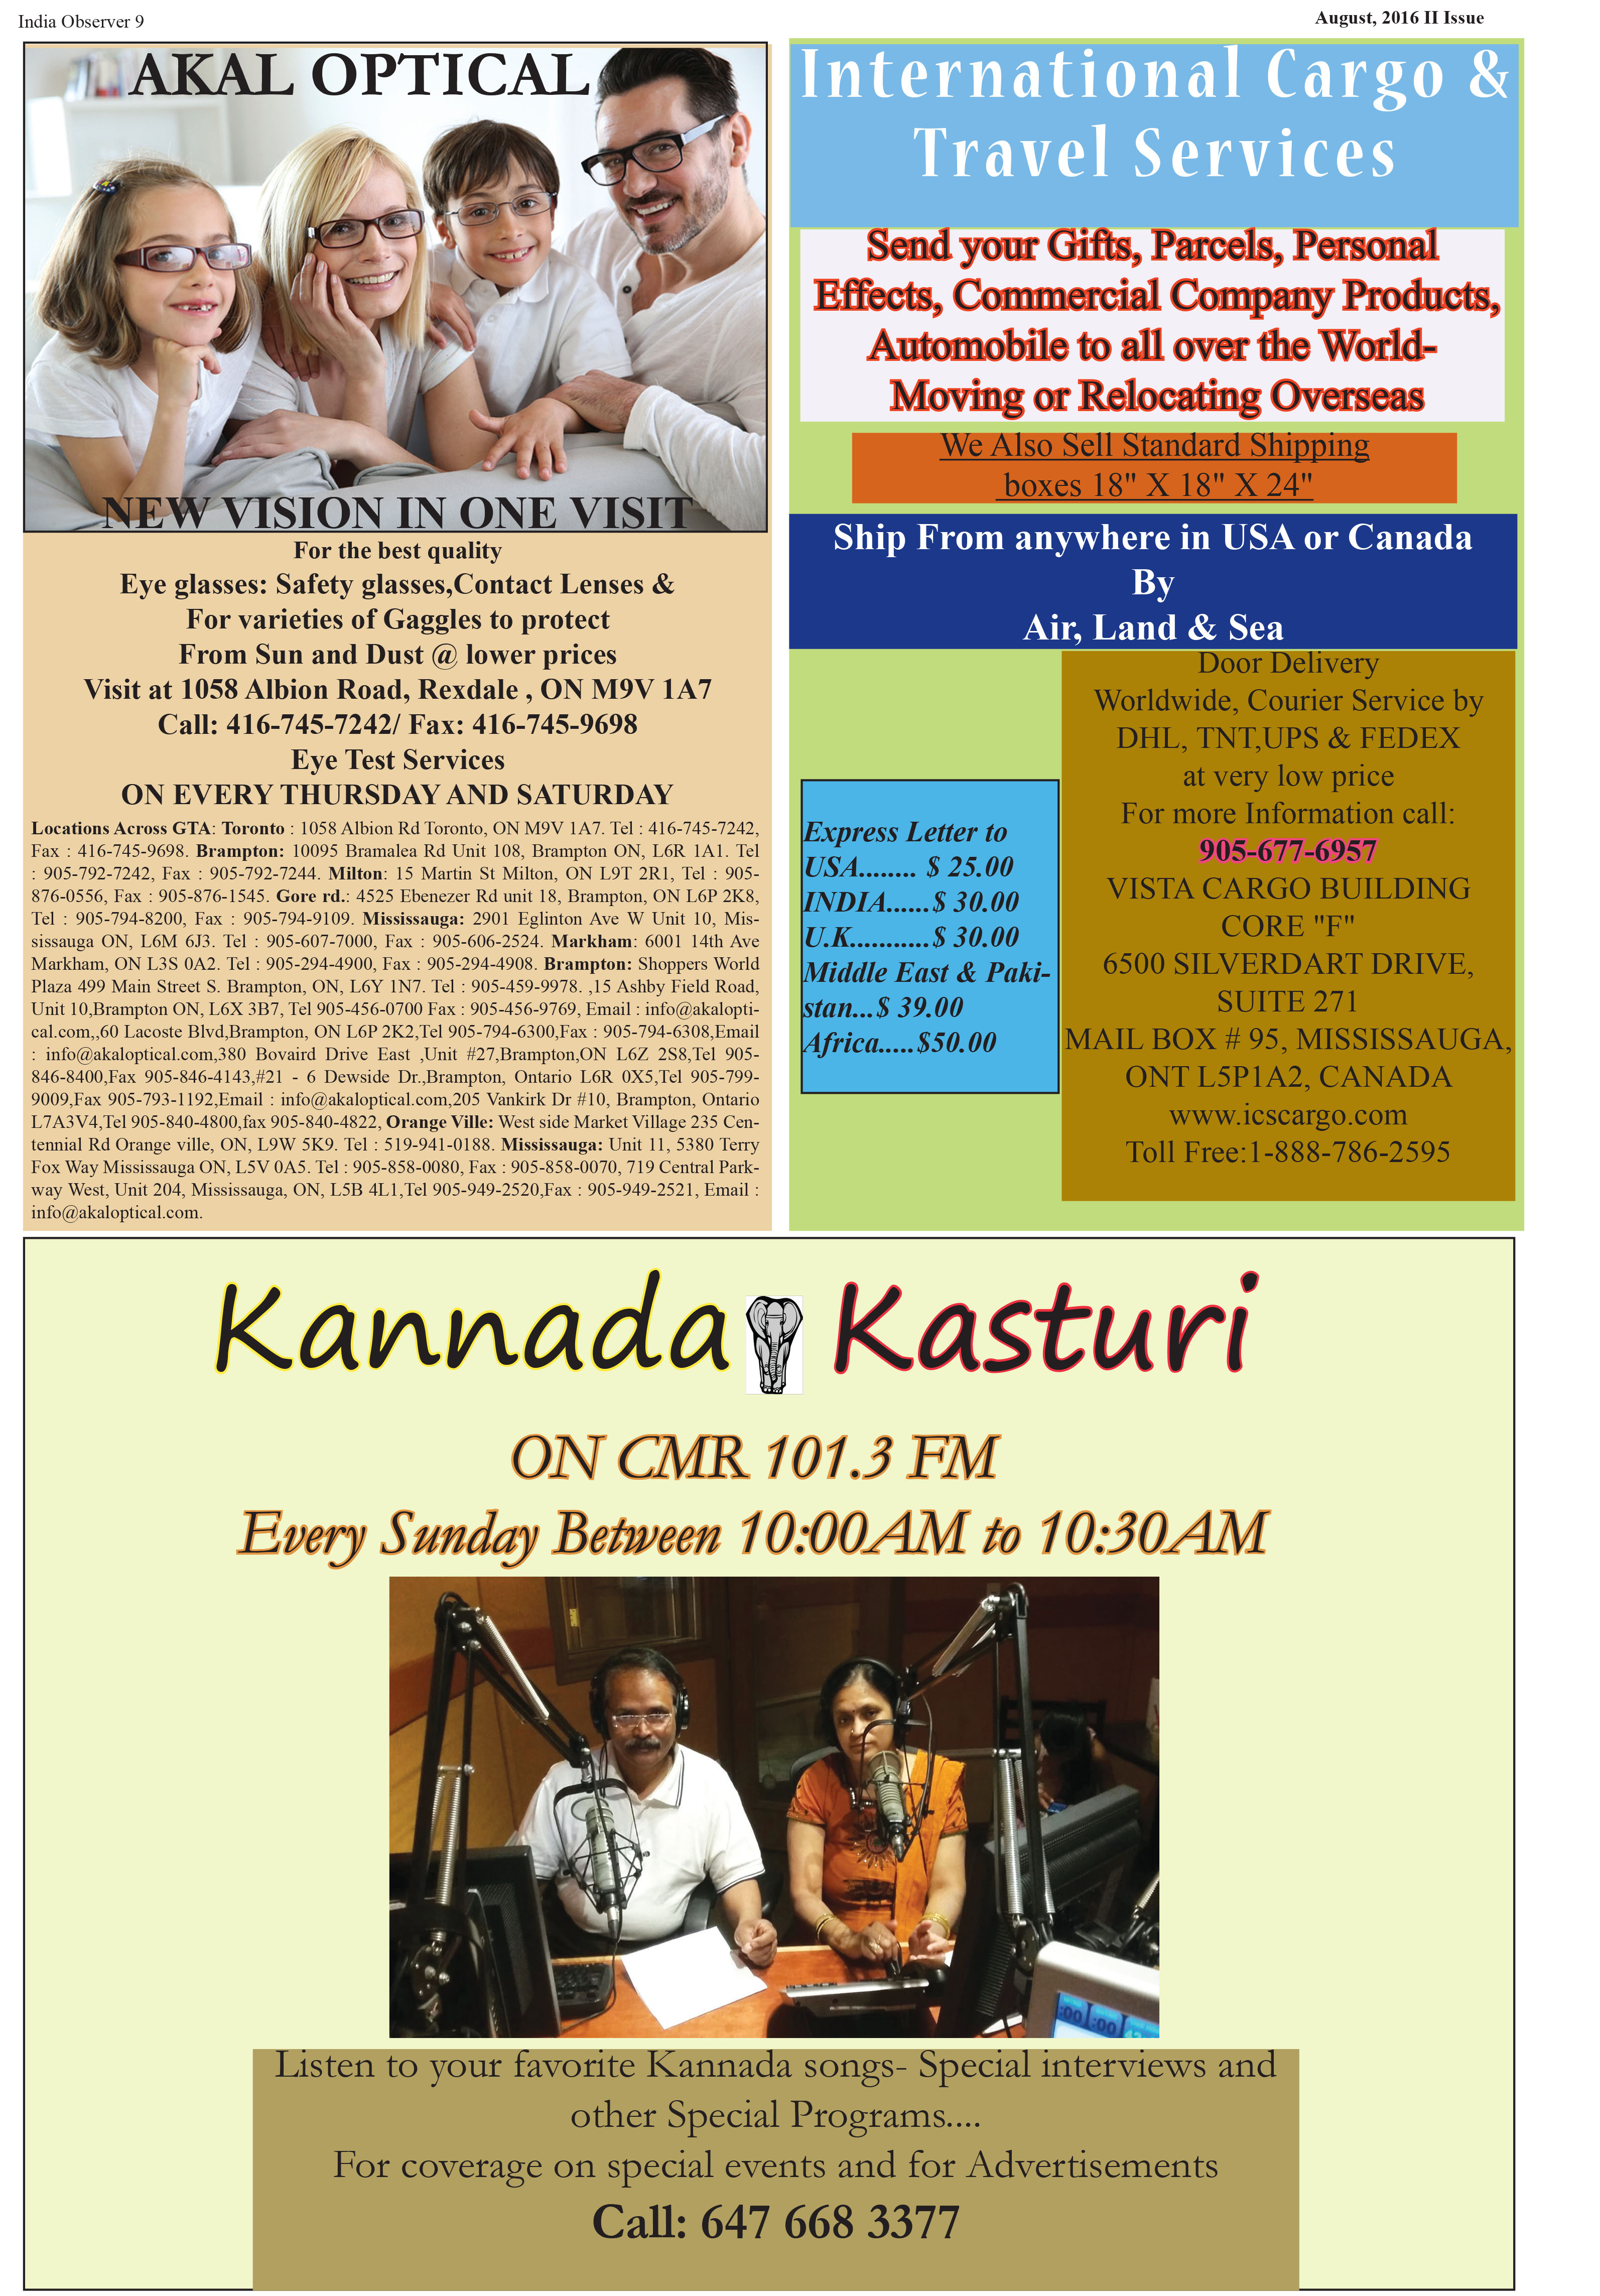 India Observer 9
August, 2016 II Issue
AKAL OPTICAL
NEW VISION IN ONE VISIT
For the best quality
Eye glasses: Safety glasses,Contact Lenses &
For varieties of Gaggles to protect
From Sun and Dust @ lower prices
Visit at 1058 Albion Road, Rexdale , ON M9V 1A7
Call: 416-745-7242/ Fax: 416-745-9698
Eye Test Services
ON EVERY THURSDAY AND SATURDAY
Locations Across GTA: Toronto : 1058 Albion Rd Toronto, ON M9V 1A7. Tel : 416-745-7242,
Fax : 416-745-9698. Brampton: 10095 Bramalea Rd Unit 108, Brampton ON, L6R 1A1. Tel
: 905-792-7242, Fax : 905-792-7244. Milton: 15 Martin St Milton, ON L9T 2R1, Tel : 905-
876-0556, Fax : 905-876-1545. Gore rd.: 4525 Ebenezer Rd unit 18, Brampton, ON L6P 2K8,
Tel : 905-794-8200, Fax : 905-794-9109. Mississauga: 2901 Eglinton Ave W Unit 10, Mis-
sissauga ON, L6M 6J3. Tel : 905-607-7000, Fax : 905-606-2524. Markham: 6001 14th Ave
Markham, ON L3S 0A2. Tel : 905-294-4900, Fax : 905-294-4908. Brampton: Shoppers World
Plaza 499 Main Street S. Brampton, ON, L6Y 1N7. Tel : 905-459-9978. ,15 Ashby Field Road,
Unit 10,Brampton ON, L6X 3B7, Tel 905-456-0700 Fax : 905-456-9769, Email : info@akalopti-
cal.com,,60 Lacoste Blvd,Brampton, ON L6P 2K2,Tel 905-794-6300,Fax : 905-794-6308,Email
: info@akaloptical.com,380 Bovaird Drive East ,Unit #27,Brampton,ON L6Z 2S8,Tel 905-
846-8400,Fax 905-846-4143,#21 - 6 Dewside Dr.,Brampton, Ontario L6R 0X5,Tel 905-799-
9009,Fax 905-793-1192,Email : info@akaloptical.com,205 Vankirk Dr #10, Brampton, Ontario
L7A3V4,Tel 905-840-4800,fax 905-840-4822, Orange Ville: West side Market Village 235 Cen-
tennial Rd Orange ville, ON, L9W 5K9. Tel : 519-941-0188. Mississauga: Unit 11, 5380 Terry
Fox Way Mississauga ON, L5V 0A5. Tel : 905-858-0080, Fax : 905-858-0070, 719 Central Park-
way West, Unit 204, Mississauga, ON, L5B 4L1,Tel 905-949-2520,Fax : 905-949-2521, Email :
info@akaloptical.com.
International Cargo &
Travel Services
Send your Gifts, Parcels, Personal
Effects, Commercial Company Products,
Automobile to all over the World-
Moving or Relocating Overseas
We Also Sell Standard Shipping
boxes 18" X 18" X 24"
Ship From anywhere in USA or Canada
By
Air, Land & Sea
Express Letter to
USA........ $ 25.00
INDIA......$ 30.00
U.K...........$ 30.00
Middle East & Paki-
stan...$ 39.00
Africa.....$50.00
Door Delivery
Worldwide, Courier Service by
DHL, TNT,UPS & FEDEX
at very low price
For more Information call:
905-677-6957
VISTA CARGO BUILDING
CORE "F"
6500 SILVERDART DRIVE,
SUITE 271
MAIL BOX # 95, MISSISSAUGA,
ONT L5P1A2, CANADA
www.icscargo.com
Toll Free:1-888-786-2595
Kannada Kasturi
ON CMR 101.3 FM
Every Sunday Between 10:00AM to 10:30AM
Listen to your favorite Kannada songs- Special interviews and
other Special Programs....
For coverage on special events and for Advertisements
Call: 647 668 3377